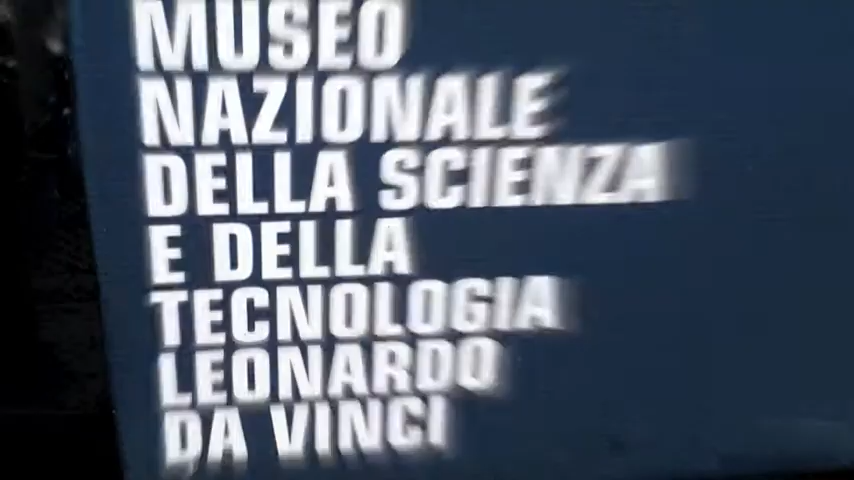 MUSEO
NAZIONALE
DELLA SCIENZA
E DELLA
TECNOLOGIA
LEONARDO
DA VINCI